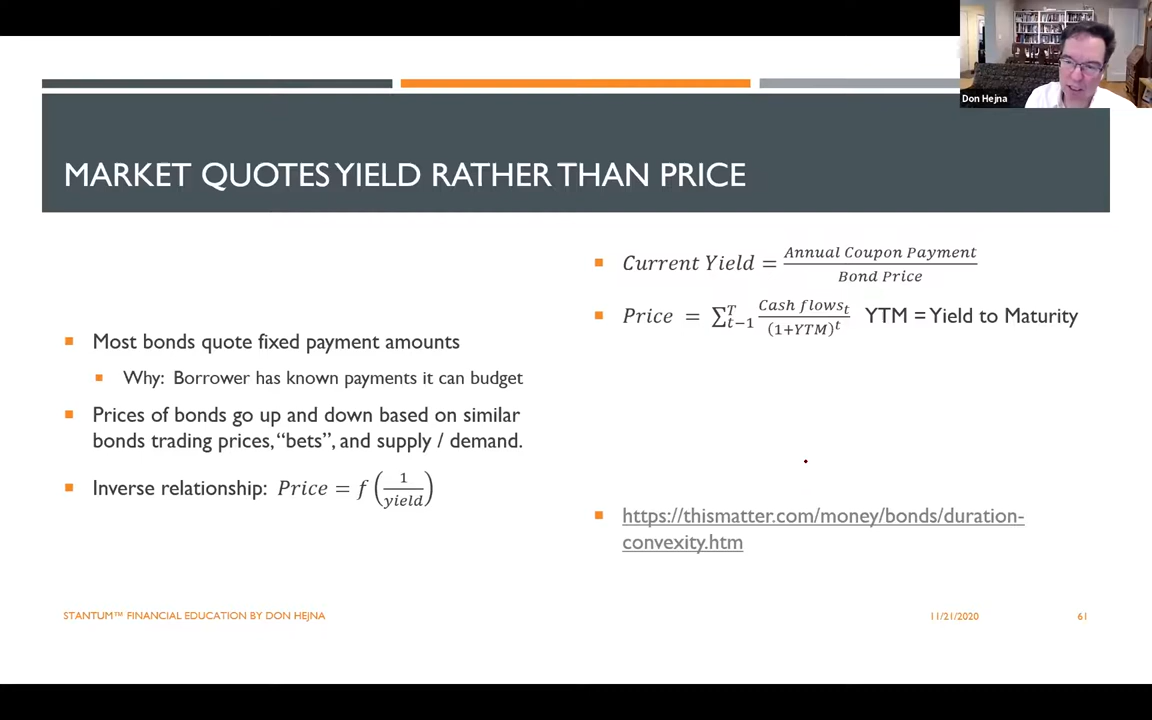 Don Hejna
MARKET QUOTES YIELD RATHER THAN PRICE
Most bonds quote fixed payment amounts
Why: Borrower has known payments it can budget
Prices of bonds go up and down based on similar
bonds trading prices, “bets”, and supply / demand.
Inverse relationship: Price = f(1/yield)
Current Yield = Annual Coupon Payment / Bond Price
Price = ∑_{t−1}^{T} Cash flows_t / (1+YTM)^t YTM = Yield to Maturity
https://thismatter.com/money/bonds/duration-
convexity.htm
STANTUM™ FINANCIAL EDUCATION BY DON HEJNA
11/21/2020
61